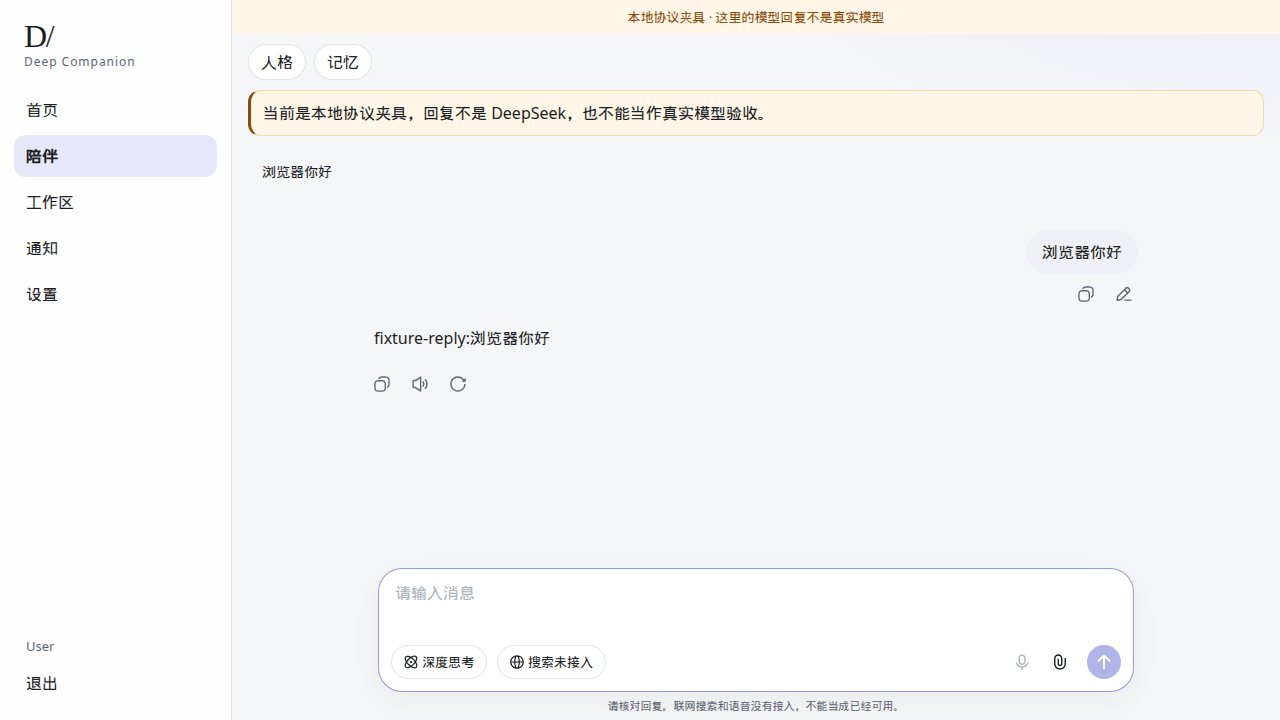 D/
Deep Companion
首页
陪伴
工作区
通知
设置
User
退出
本地协议夹具 · 这里的模型回复不是真实模型
人格
记忆
当前是本地协议夹具，回复不是 DeepSeek，也不能当作真实模型验收。
浏览器你好
浏览器你好
fixture-reply:浏览器你好
请输入消息
深度思考
搜索未接入
请核对回复。联网搜索和语音没有接入，不能当成已经可用。